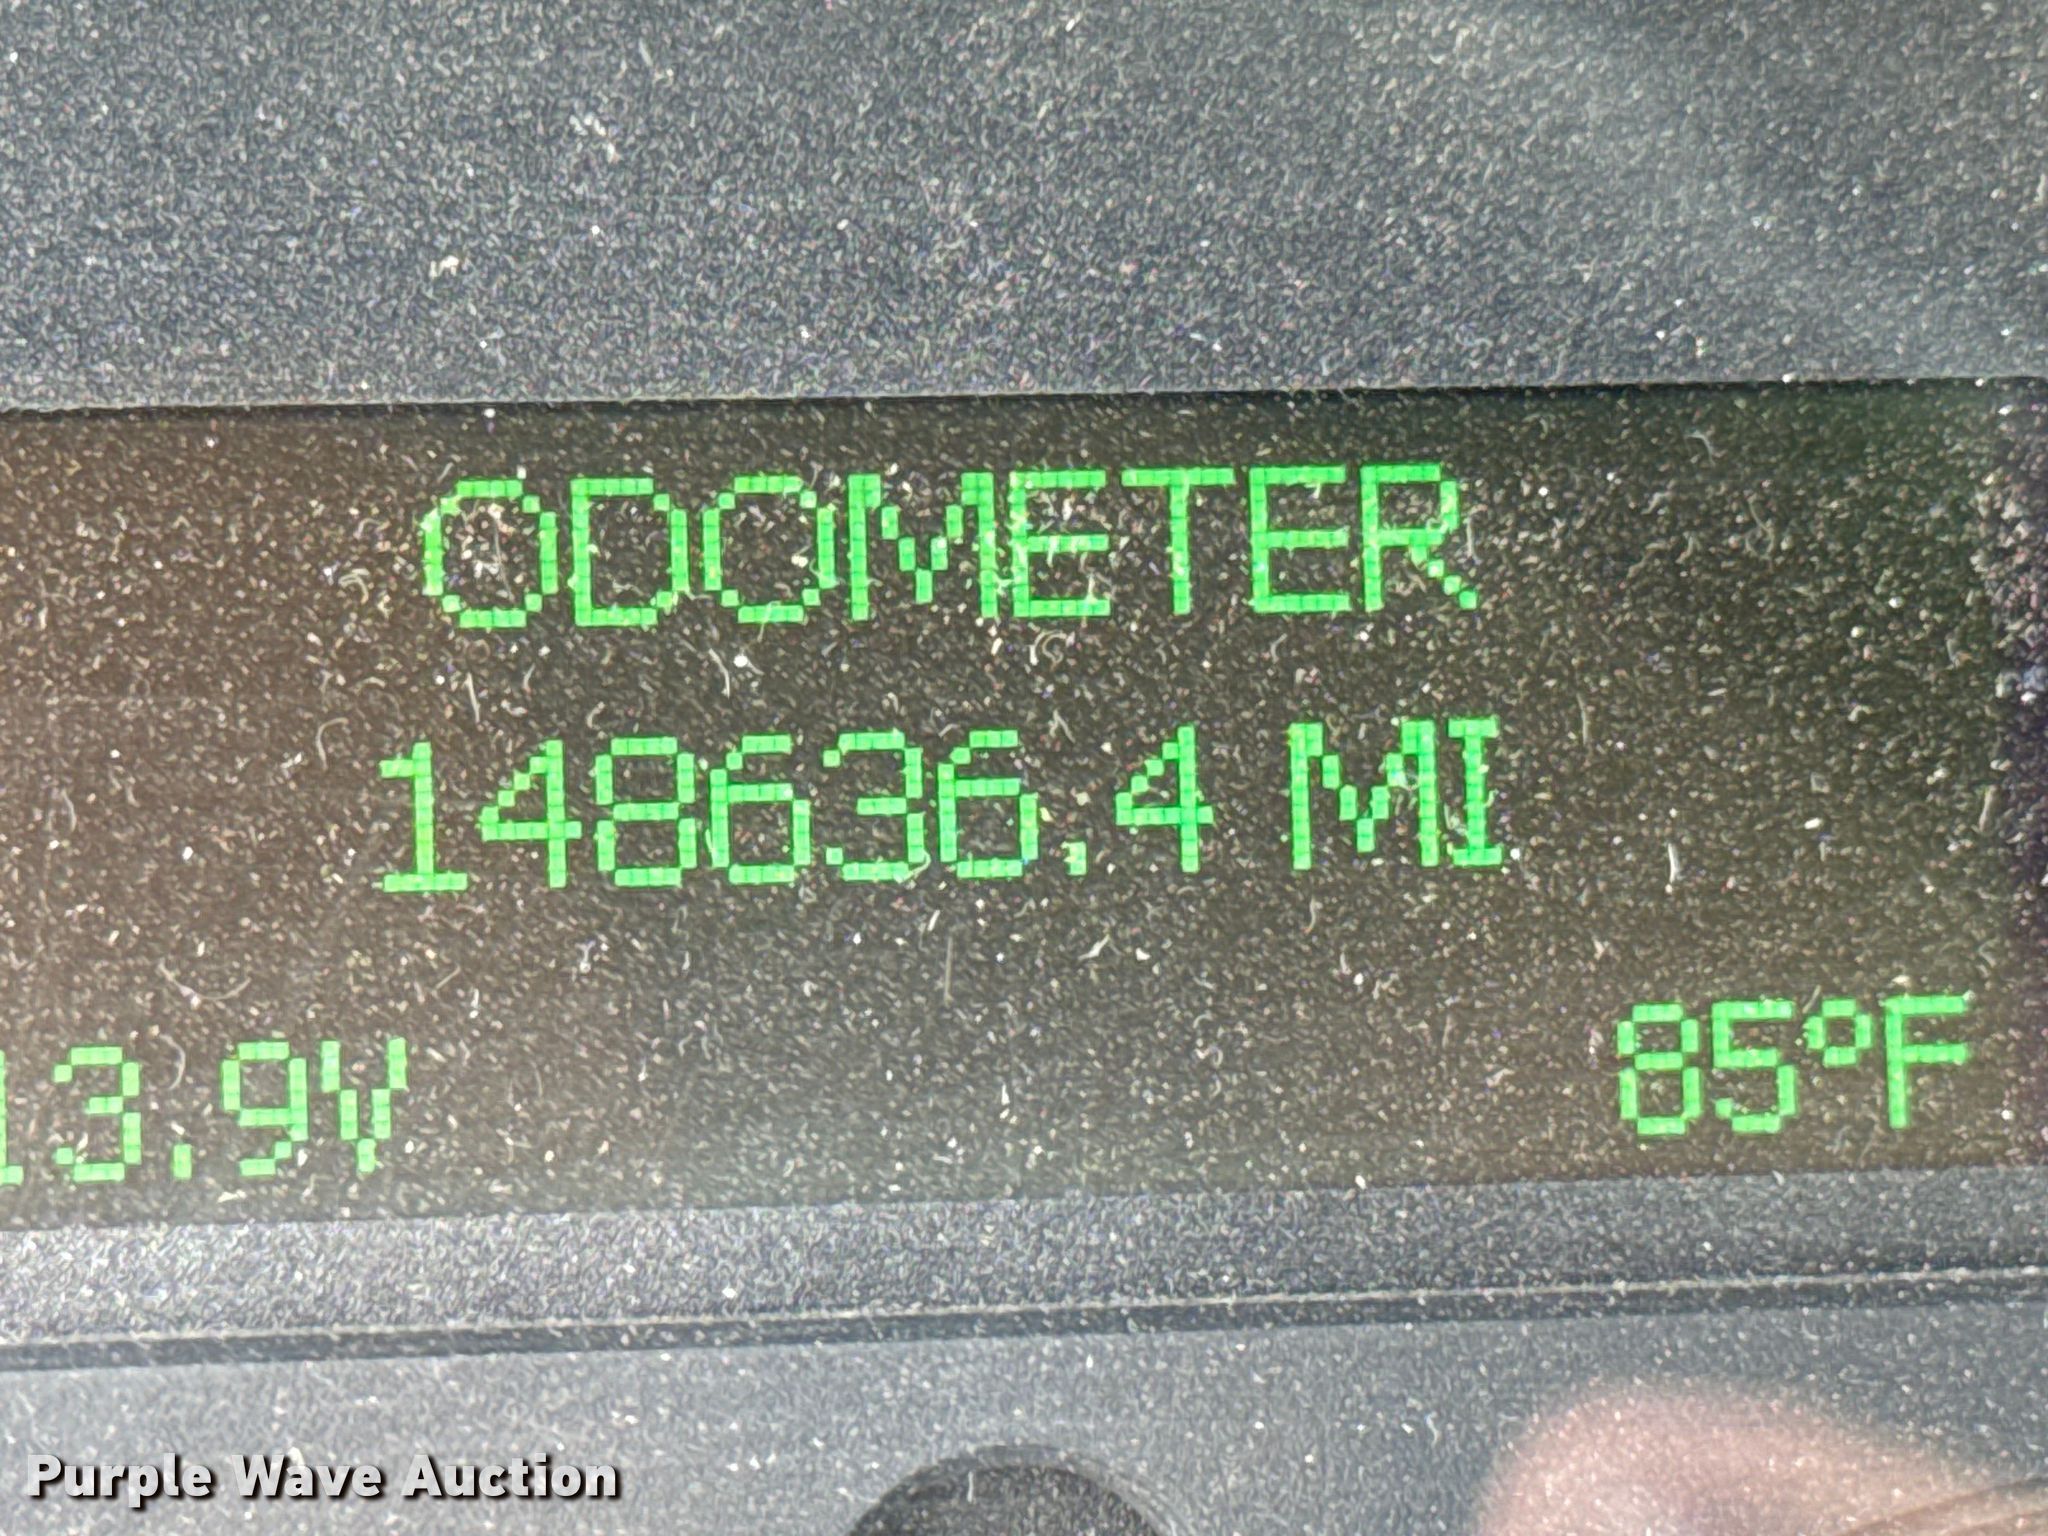 ODOMETER
148636.4 MI
13.9V 85°F
Purple Wave Auction